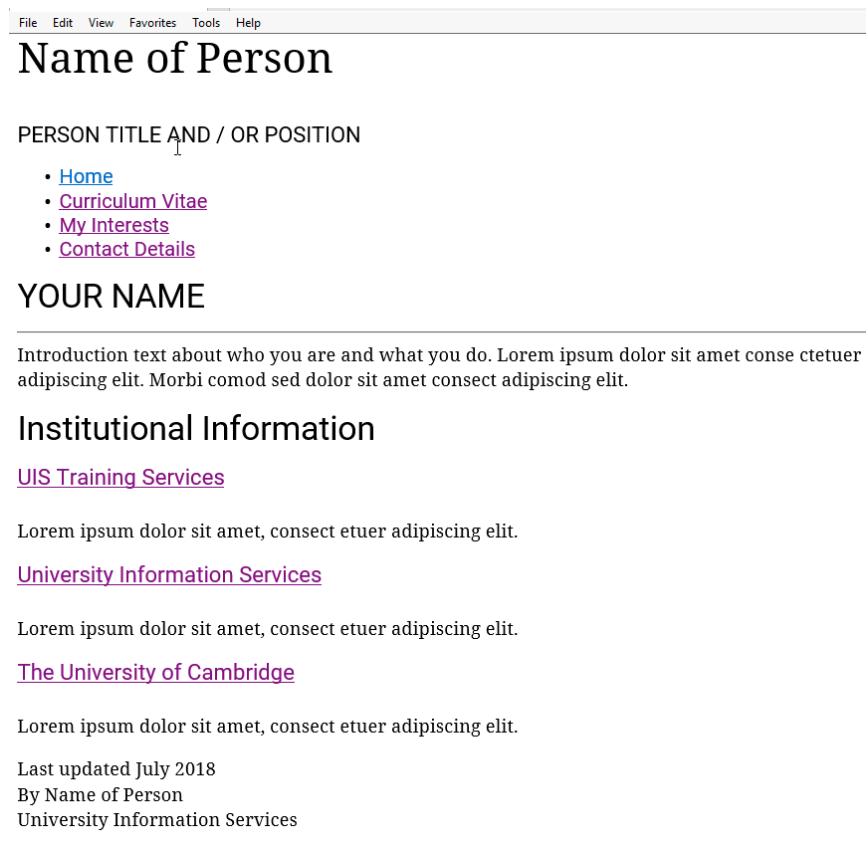 File Edit View Favorites Tools Help
Name of Person
PERSON TITLE AND / OR POSITION
• Home
• Curriculum Vitae
• My Interests
• Contact Details
YOUR NAME
Introduction text about who you are and what you do. Lorem ipsum dolor sit amet conse ctetuer
adipiscing elit. Morbi comod sed dolor sit amet consect adipiscing elit.
Institutional Information
UIS Training Services
Lorem ipsum dolor sit amet, consect etuer adipiscing elit.
University Information Services
Lorem ipsum dolor sit amet, consect etuer adipiscing elit.
The University of Cambridge
Lorem ipsum dolor sit amet, consect etuer adipiscing elit.
Last updated July 2018
By Name of Person
University Information Services